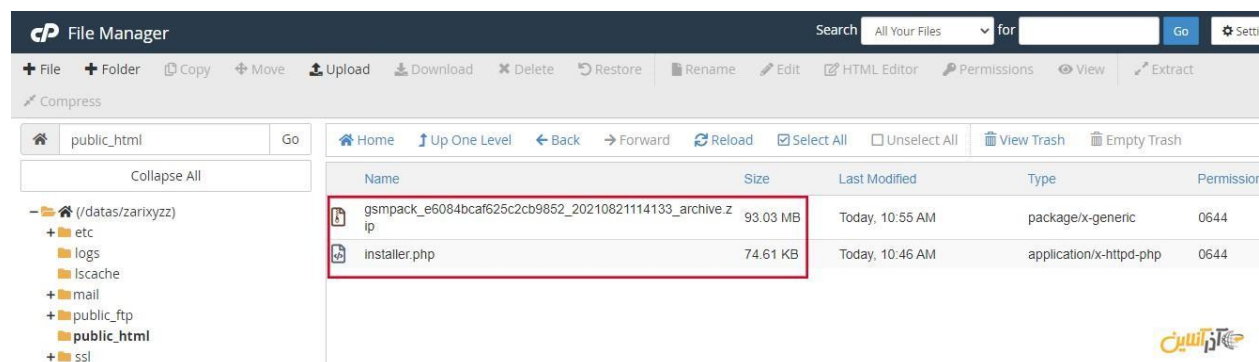 cP File Manager Search All Your Files for Go Setti
File Folder Copy Move Upload Download Delete Restore Rename Edit HTML Editor Permissions View Extract
Compress
public_html Go Home Up One Level Back Forward Reload Select All Unselect All View Trash Empty Trash
Collapse All Name Size Last Modified Type Permission
(/datas/zarixyzz)
gsmpack_e6084bcaf625c2cb9852_20210821114133_archive.z
ip 93.03 MB Today, 10:55 AM package/x-generic 0644
etc
logs installer.php 74.61 KB Today, 10:46 AM application/x-httpd-php 0644
lscache
mail
public_ftp
public_html
ssl
آذرآنلاین